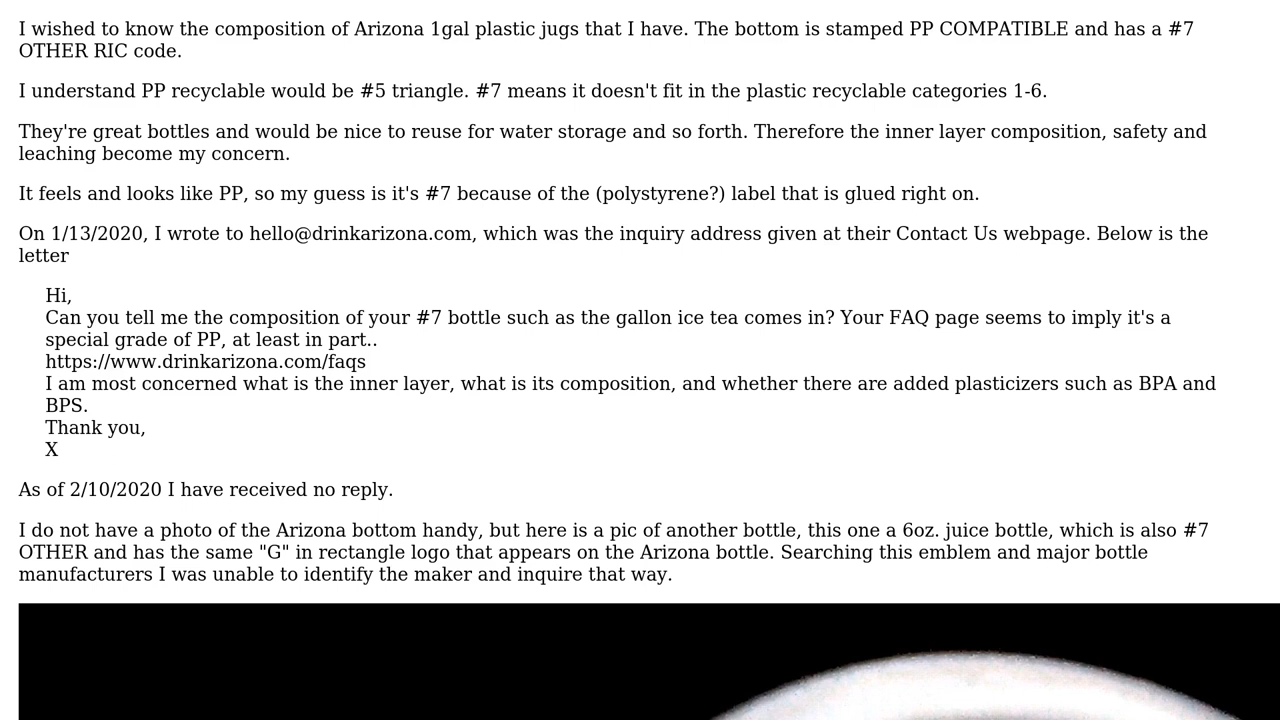 I wished to know the composition of Arizona 1gal plastic jugs that I have. The bottom is stamped PP COMPATIBLE and has a #7
OTHER RIC code.
I understand PP recyclable would be #5 triangle. #7 means it doesn't fit in the plastic recyclable categories 1-6.
They're great bottles and would be nice to reuse for water storage and so forth. Therefore the inner layer composition, safety and
leaching become my concern.
It feels and looks like PP, so my guess is it's #7 because of the (polystyrene?) label that is glued right on.
On 1/13/2020, I wrote to hello@drinkarizona.com, which was the inquiry address given at their Contact Us webpage. Below is the
letter
Hi,
Can you tell me the composition of your #7 bottle such as the gallon ice tea comes in? Your FAQ page seems to imply it's a
special grade of PP, at least in part..
https://www.drinkarizona.com/faqs
I am most concerned what is the inner layer, what is its composition, and whether there are added plasticizers such as BPA and
BPS.
Thank you,
X
As of 2/10/2020 I have received no reply.
I do not have a photo of the Arizona bottom handy, but here is a pic of another bottle, this one a 6oz. juice bottle, which is also #7
OTHER and has the same "G" in rectangle logo that appears on the Arizona bottle. Searching this emblem and major bottle
manufacturers I was unable to identify the maker and inquire that way.